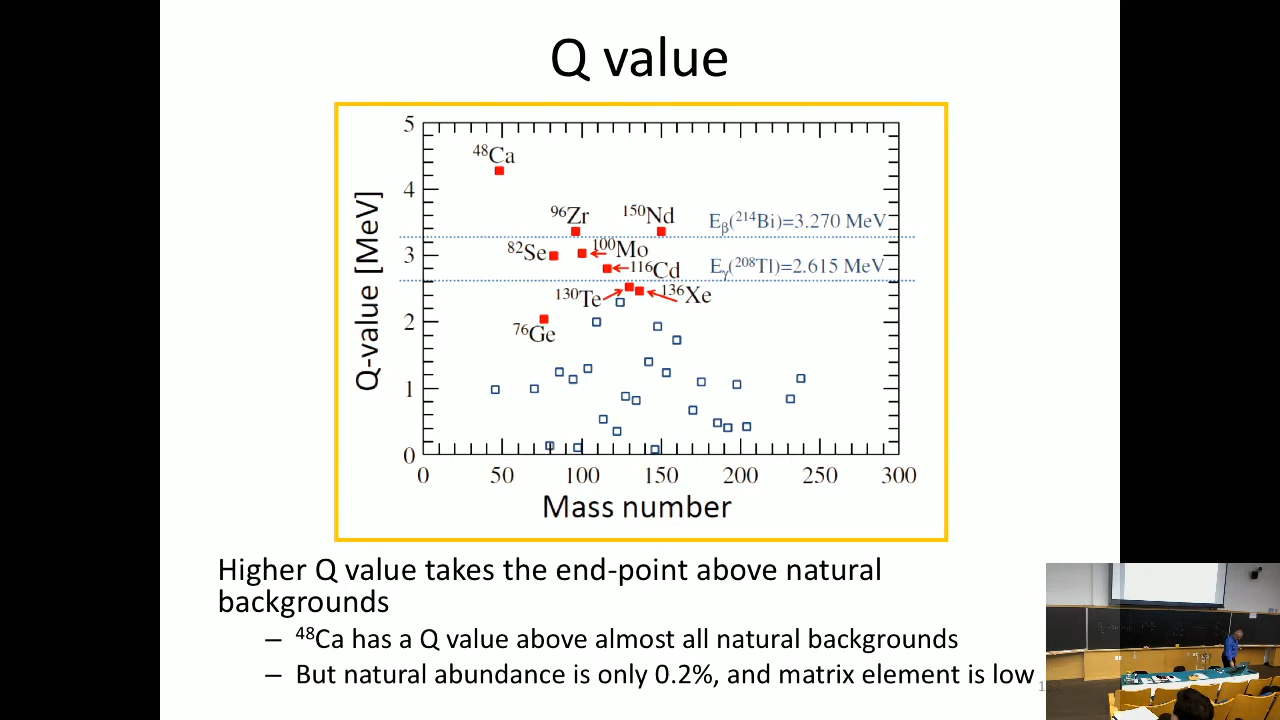 Q value
Q-value [MeV]
5
4
3
2
1
0
⁴⁸Ca
⁹⁶Zr
¹⁵⁰Nd
E_β(²¹⁴Bi)=3.270 MeV
⁸²Se
¹⁰⁰Mo
¹¹⁶Cd
E_γ(²⁰⁸Tl)=2.615 MeV
¹³⁰Te
¹³⁶Xe
⁷⁶Ge
0 50 100 150 200 250 300
Mass number
Higher Q value takes the end-point above natural
backgrounds
– ⁴⁸Ca has a Q value above almost all natural backgrounds
– But natural abundance is only 0.2%, and matrix element is low